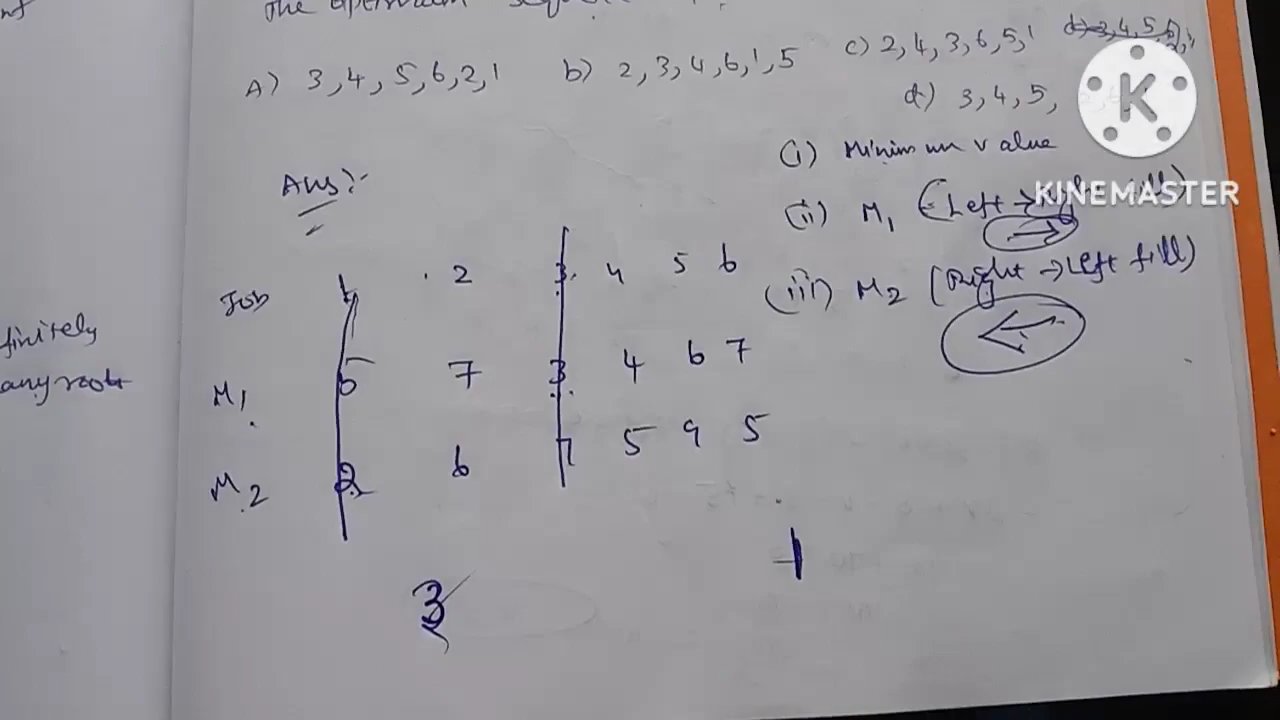 The optimum
A) 3, 4, 5, 6, 2, 1
b) 2, 3, 4, 6, 1, 5
c) 2, 4, 3, 6, 5, 1
d) 3, 4, 5,
(i) Minimum value
Ans:-
(ii) M1 (Left →
(iii) M2 (Right → Left fill)
Job 1 2 3 4 5 6
M1 5 7 3 4 6 7
M2 2 6 7 5 9 5
3 1
finitely
any root
K
KINEMASTER